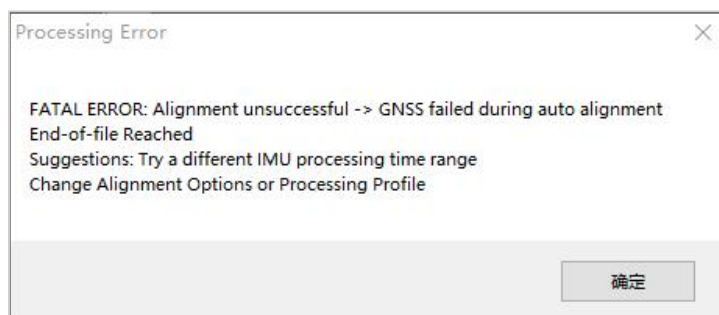 Processing Error
FATAL ERROR: Alignment unsuccessful -> GNSS failed during auto alignment
End-of-file Reached
Suggestions: Try a different IMU processing time range
Change Alignment Options or Processing Profile
确定